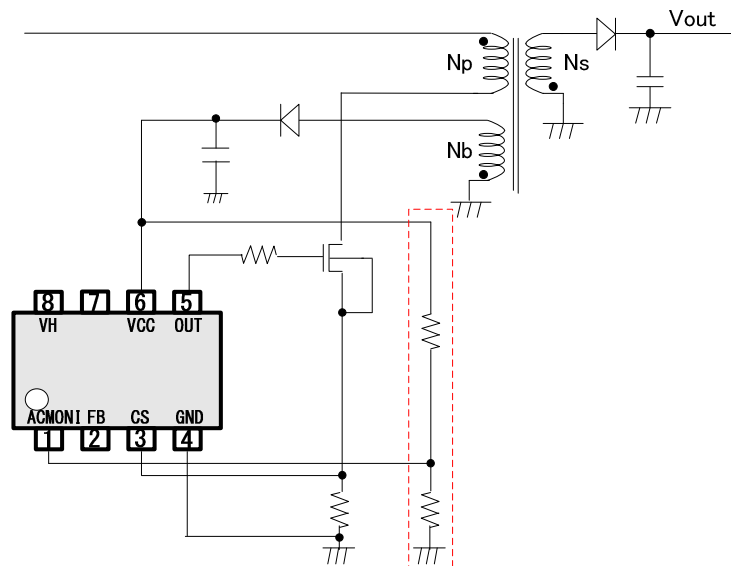 Vout
Np
Ns
Nb
8 7 6 5
VH VCC OUT
ACMONI FB CS GND
1 2 3 4